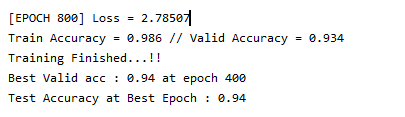 [EPOCH 800] Loss = 2.78507
Train Accuracy = 0.986 // Valid Accuracy = 0.934
Training Finished...!!
Best Valid acc : 0.94 at epoch 400
Test Accuracy at Best Epoch : 0.94